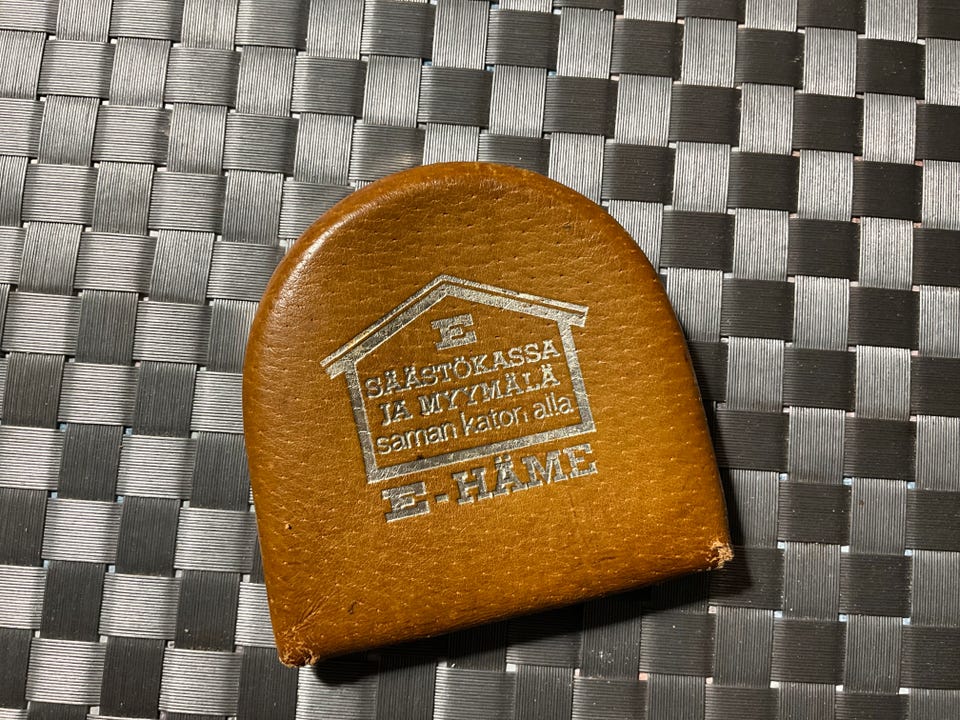 E
SÄÄSTÖKASSA
JA MYYMÄLÄ
saman katon alla
E-HÄME